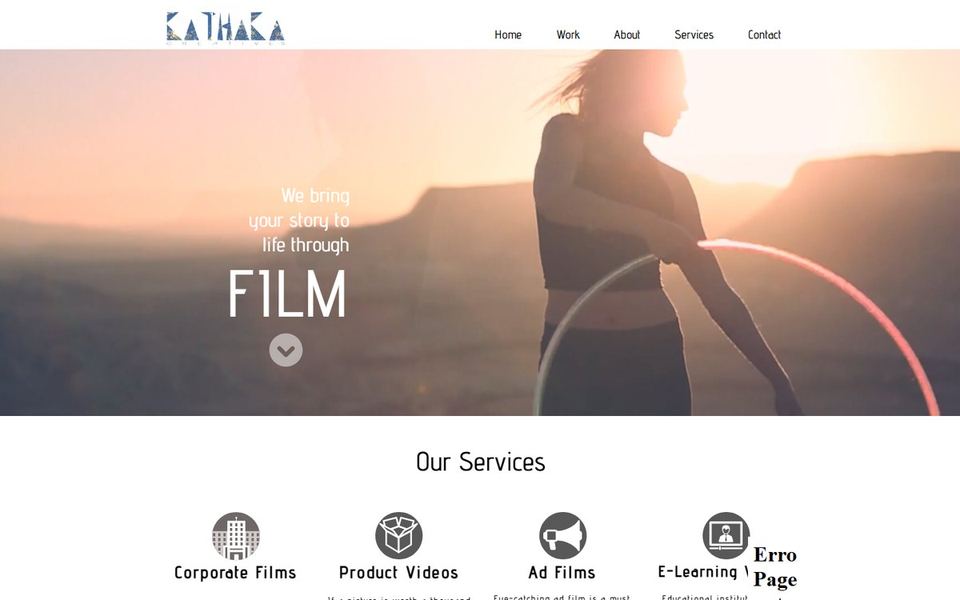 KATHAKA
CREATIVES
Home Work About Services Contact
We bring
your story to
life through
FILM
Our Services
Corporate Films Product Videos Ad Films E-Learning
Erro
Page